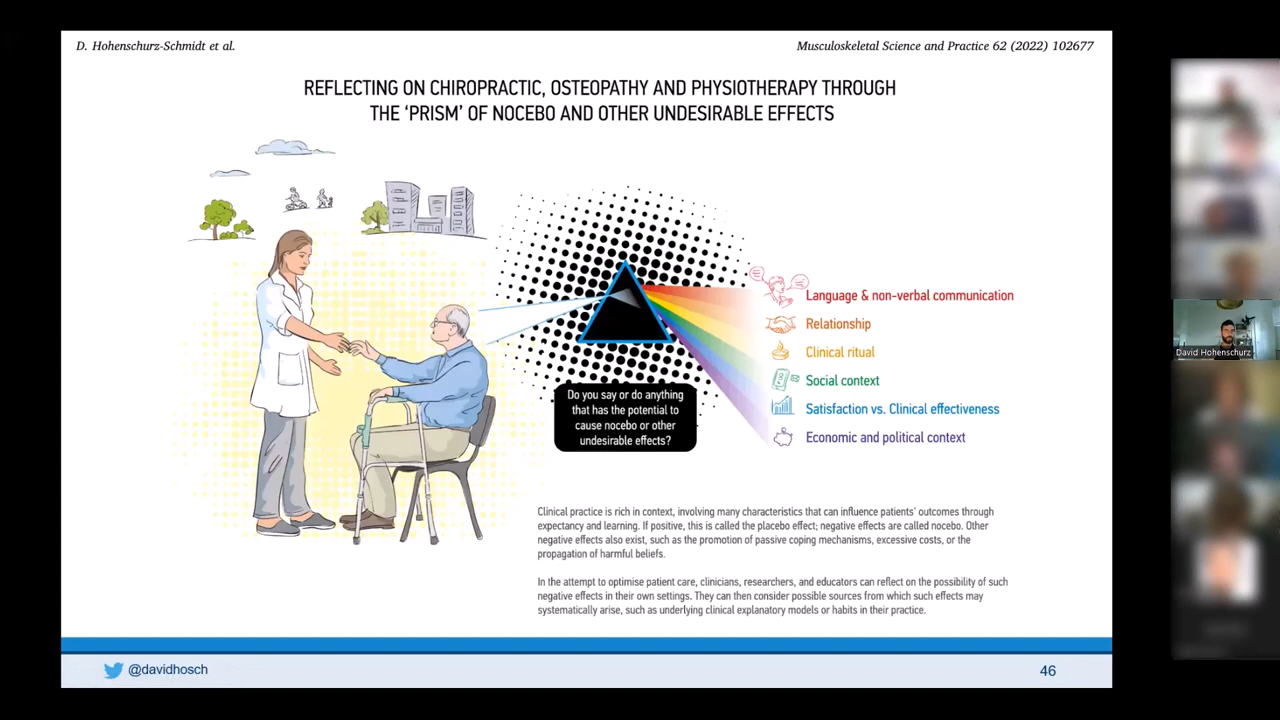 D. Hohenschurz-Schmidt et al.
Musculoskeletal Science and Practice 62 (2022) 102677
REFLECTING ON CHIROPRACTIC, OSTEOPATHY AND PHYSIOTHERAPY THROUGH
THE ‘PRISM’ OF NOCEBO AND OTHER UNDESIRABLE EFFECTS
Do you say or do anything
that has the potential to
cause nocebo or other
undesirable effects?
Language & non-verbal communication
Relationship
Clinical ritual
Social context
Satisfaction vs. Clinical effectiveness
Economic and political context
Clinical practice is rich in context, involving many characteristics that can influence patients’ outcomes through
expectancy and learning. If positive, this is called the placebo effect; negative effects are called nocebo. Other
negative effects also exist, such as the promotion of passive coping mechanisms, excessive costs, or the
propagation of harmful beliefs.
In the attempt to optimise patient care, clinicians, researchers, and educators can reflect on the possibility of such
negative effects in their own settings. They can then consider possible sources from which such effects may
systematically arise, such as underlying clinical explanatory models or habits in their practice.
@davidhosch
46
David Hohenschurz